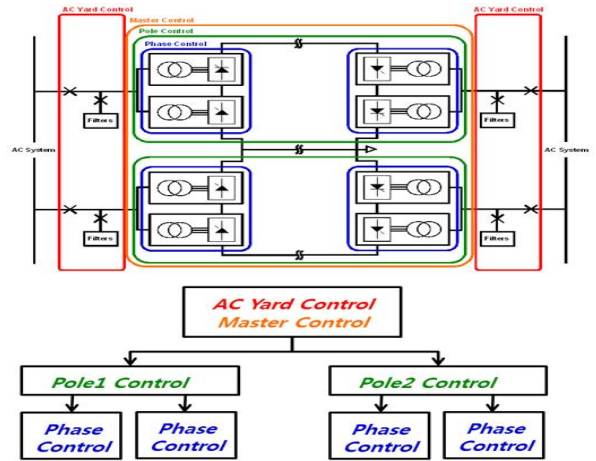 AC Yard Control
AC Yard Control
Master Control
Pole Control
Phase Control
Filters
Filters
AC System
AC System
Filters
Filters
AC Yard Control
Master Control
Pole1 Control
Pole2 Control
Phase
Control
Phase
Control
Phase
Control
Phase
Control